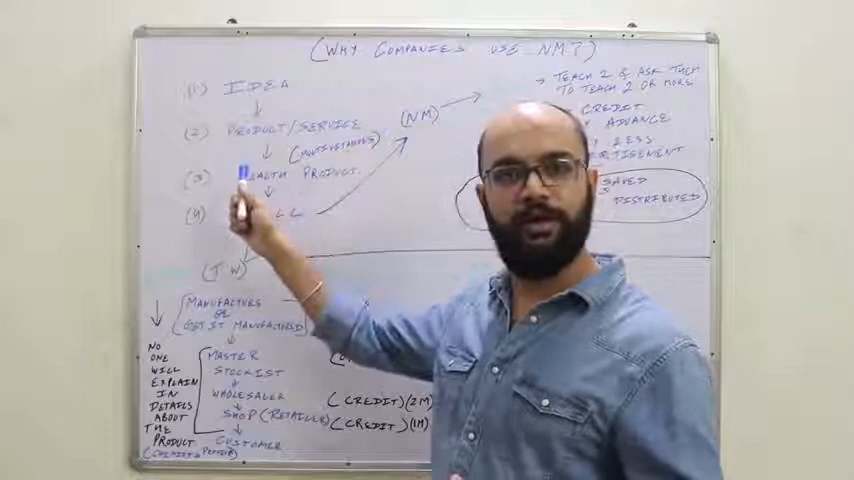 (WHY COMPANIES USE NM?)
(1) IDEA
(2) PRODUCT/SERVICE
(MULTIVITAMINS)
(3) HEALTH PRODUCT
(4)
(NM)
→ TEACH 2 & ASK THEM
TO TEACH 2 OR MORE
CREDIT
ADVANCE
LESS
SAVED
DISTRIBUTED
(TW)
MANUFACTURE
OR
GET IT MANUFACTURED
MASTER
STOCKIST
WHOLESALER
SHOP (RETAILER)
CUSTOMER
(CREDIT)(2M)
(CREDIT)(1M)
NO
ONE
WILL
EXPLAIN
IN
DETAILS
ABOUT
THE
PRODUCT